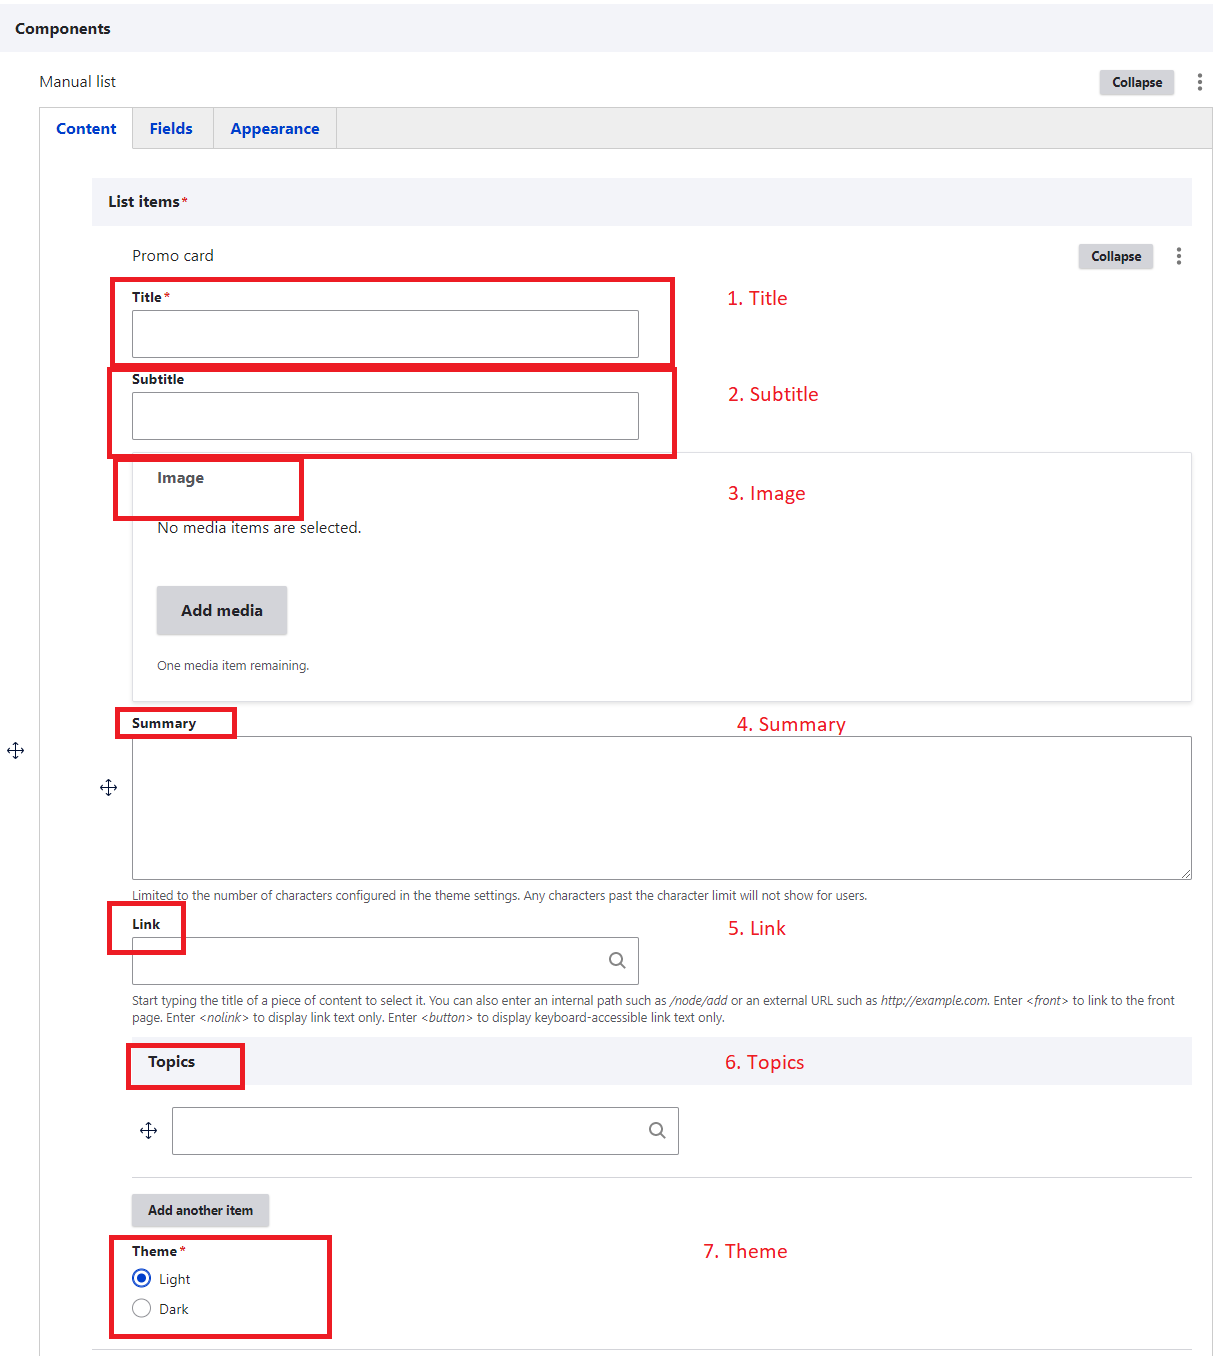 Components
Manual list
Collapse
Content Fields Appearance
List items*
Promo card
Collapse
Title*
1. Title
Subtitle
2. Subtitle
Image
3. Image
No media items are selected.
Add media
One media item remaining.
Summary
4. Summary
Limited to the number of characters configured in the theme settings. Any characters past the character limit will not show for users.
Link
5. Link
Start typing the title of a piece of content to select it. You can also enter an internal path such as /node/add or an external URL such as http://example.com. Enter <front> to link to the front
page. Enter <nolink> to display link text only. Enter <button> to display keyboard-accessible link text only.
Topics
6. Topics
Add another item
Theme*
7. Theme
Light
Dark